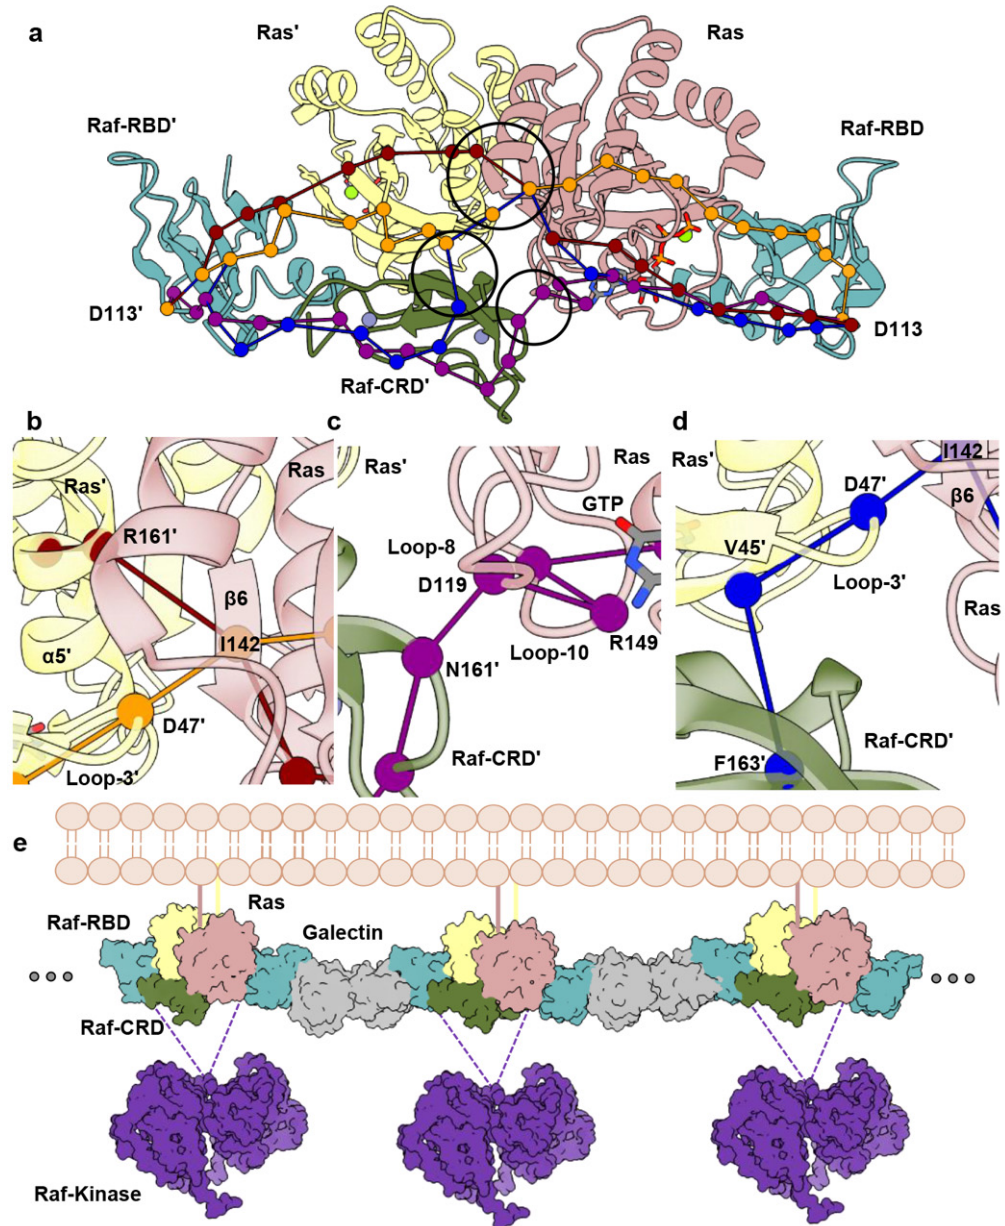 a
Ras'
Ras
Raf-RBD'
Raf-RBD
D113'
D113
Raf-CRD'
b
Ras'
Ras
R161'
β6
I142
α5'
D47'
Loop-3'
c
Ras'
Ras
GTP
Loop-8
D119
R149
Loop-10
N161'
Raf-CRD'
d
Ras'
I142
D47'
β6
V45'
Loop-3'
Ras
Raf-CRD'
F163'
e
Ras
Raf-RBD
Galectin
Raf-CRD
Raf-Kinase